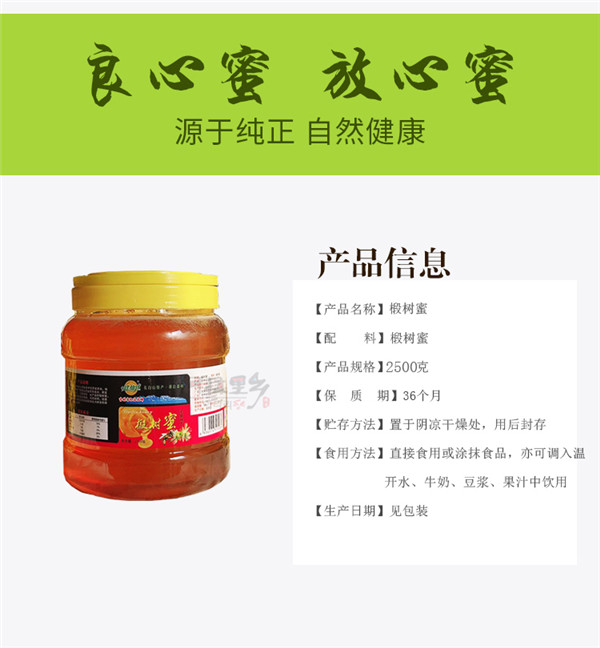 良心蜜 放心蜜
源于纯正 自然健康
产品信息
【产品名称】椴树蜜
【配 料】椴树蜜
【产品规格】2500克
【保 质 期】36个月
【贮存方法】置于阴凉干燥处，用后封存
【食用方法】直接食用或涂抹食品，亦可调入温
开水、牛奶、豆浆、果汁中饮用
【生产日期】见包装
椴树蜜